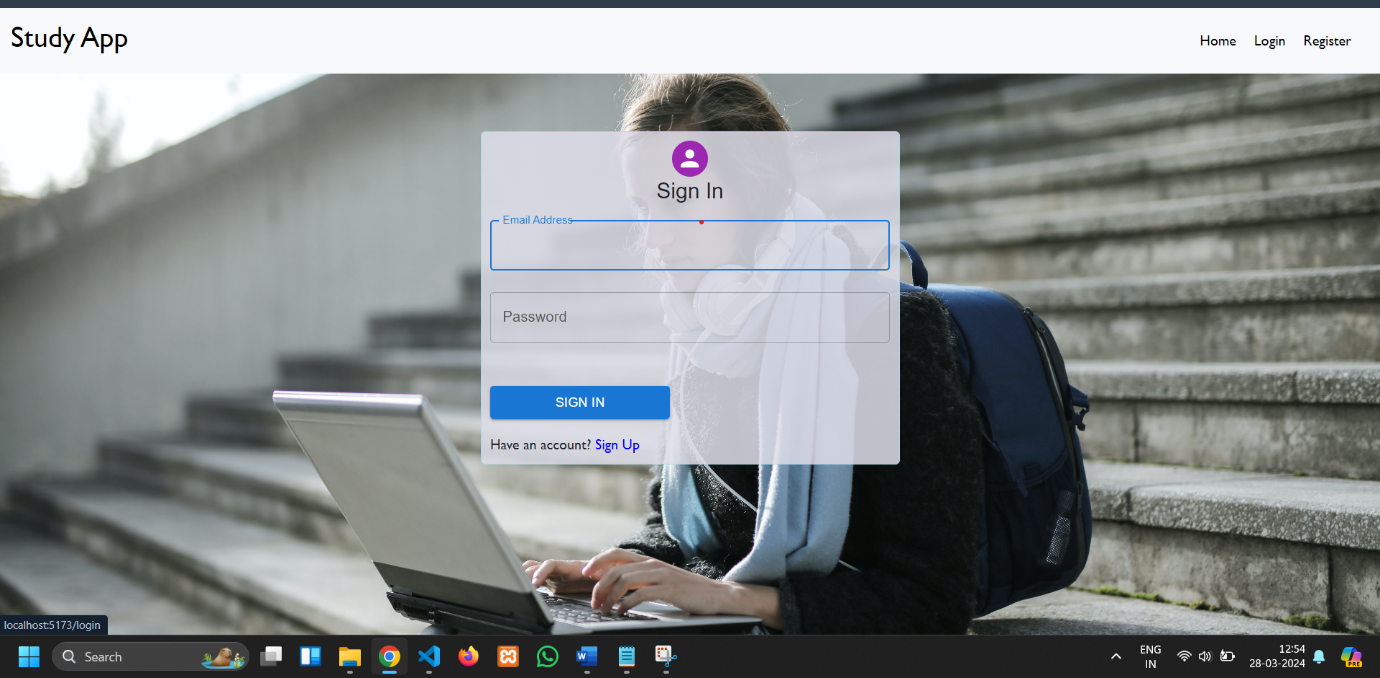 Study App
Home Login Register
Sign In
Email Address
Password
SIGN IN
Have an account? Sign Up
localhost:5173/login
Search
W
ENG
IN
12:54
28-03-2024
PRE